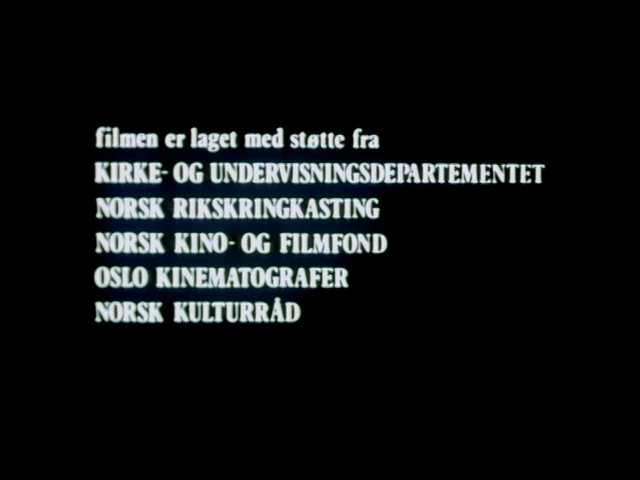 filmen er laget med støtte fra
KIRKE- OG UNDERVISNINGSDEPARTEMENTET
NORSK RIKSKRINGKASTING
NORSK KINO- OG FILMFOND
OSLO KINEMATOGRAFER
NORSK KULTURRÅD